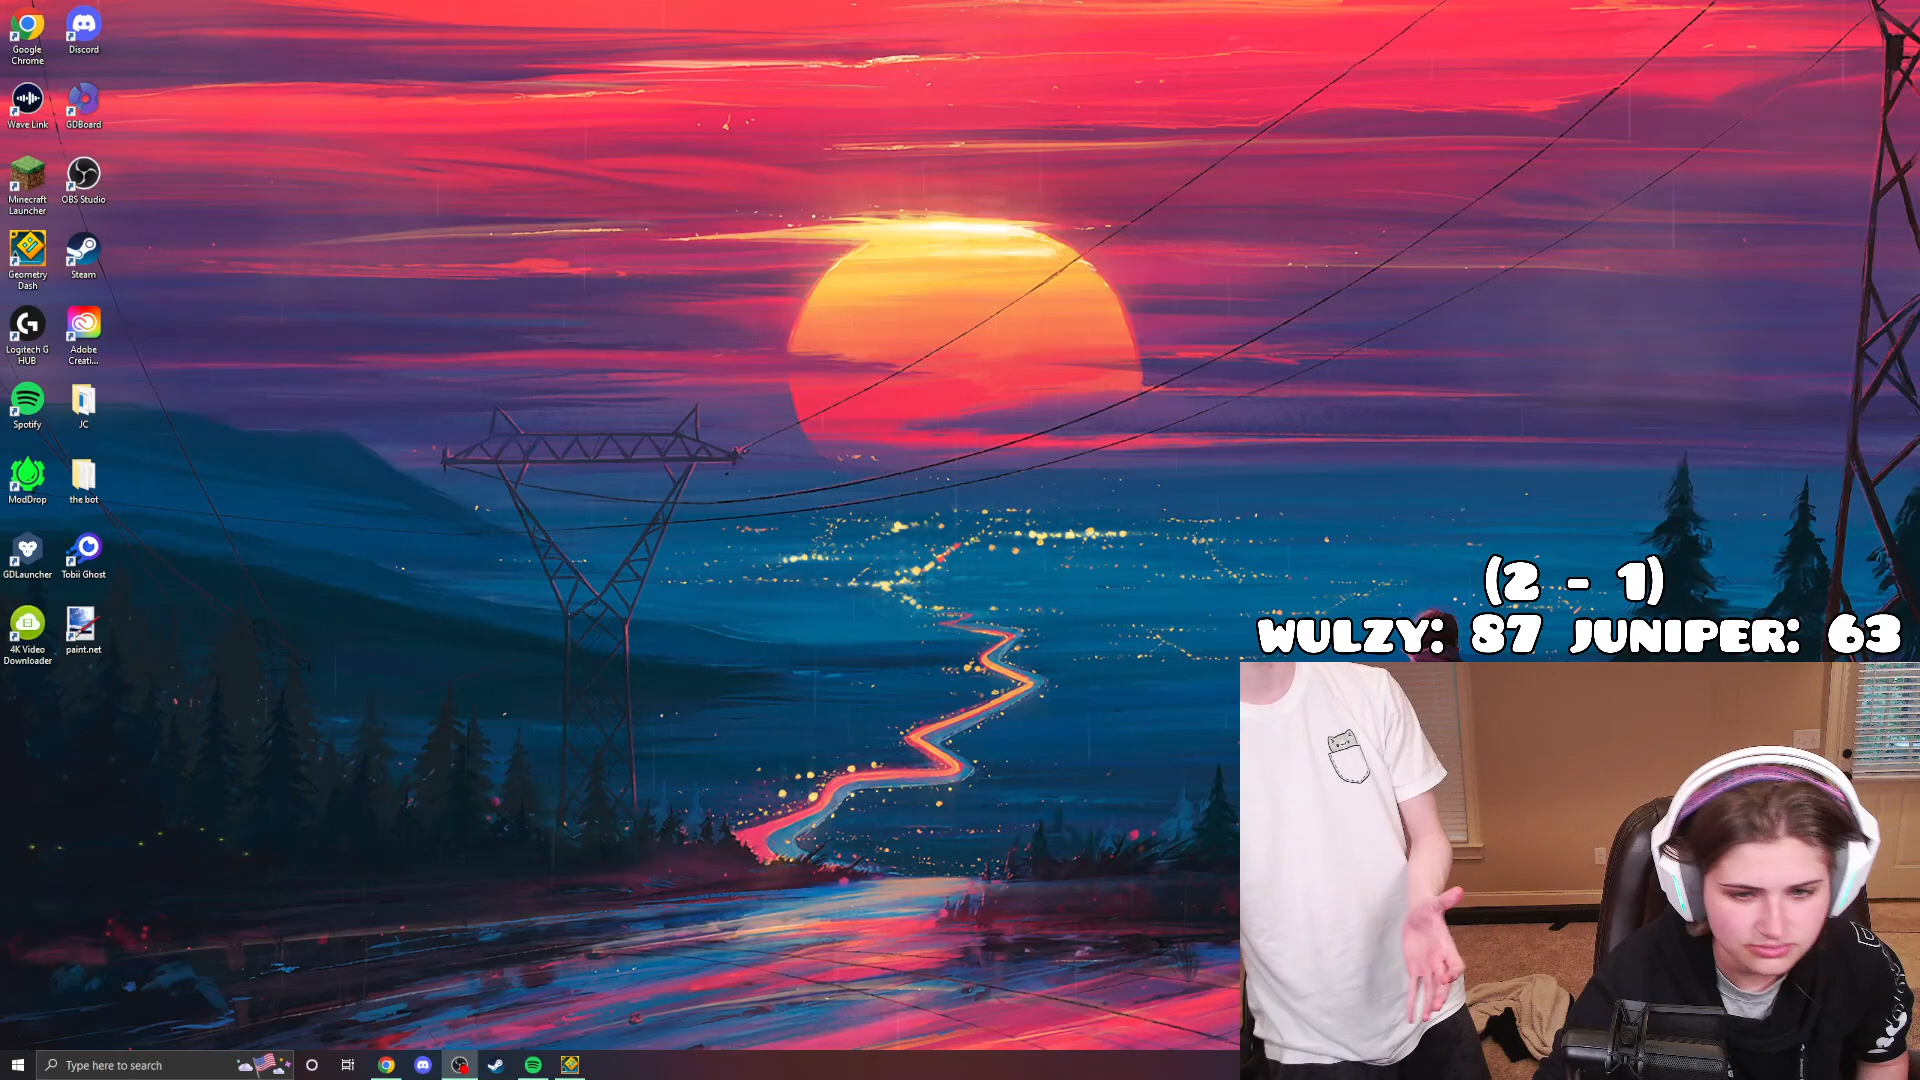 Google
Chrome
Discord
Wave Link
GDBoard
Minecraft
Launcher
OBS Studio
Geometry
Dash
Steam
Logitech G
HUB
Adobe
Creati...
Spotify
JC
ModDrop
the bot
GDLauncher
Tobii Ghost
4K Video
Downloader
paint.net
(2 - 1)
WULZY: 87 JUNIPER: 63
Type here to search